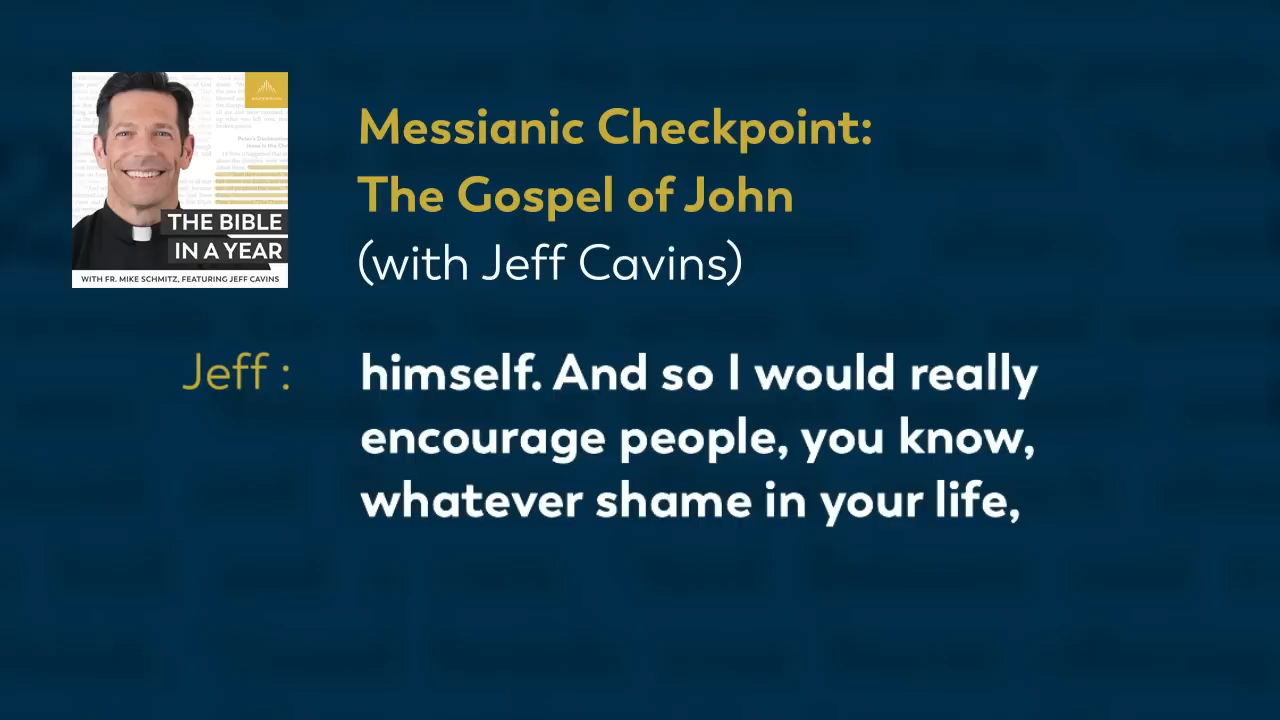 Messianic Checkpoint:
The Gospel of John
(with Jeff Cavins)
THE BIBLE
IN A YEAR
WITH FR. MIKE SCHMITZ, FEATURING JEFF CAVINS
Jeff : himself. And so I would really
encourage people, you know,
whatever shame in your life,